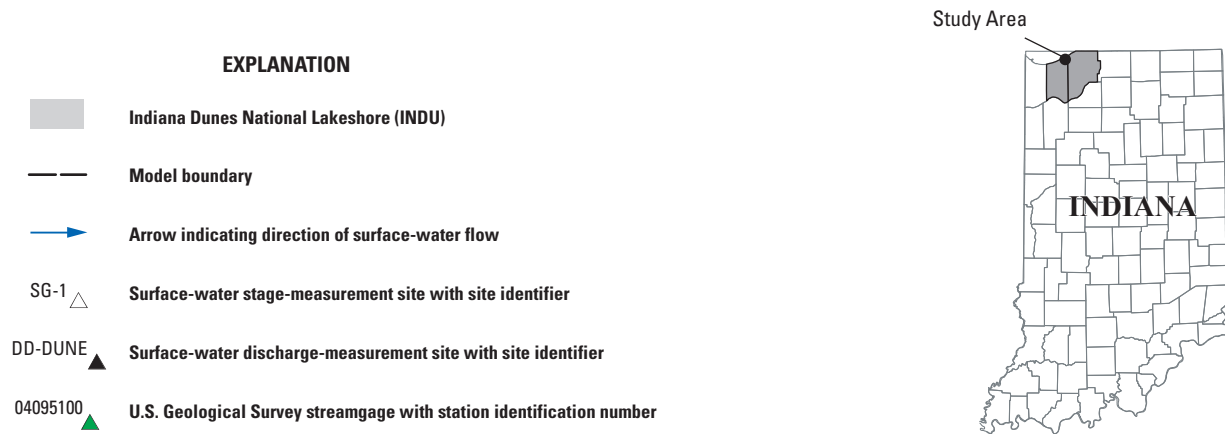 EXPLANATION
Indiana Dunes National Lakeshore (INDU)
Model boundary
Arrow indicating direction of surface-water flow
SG-1 Surface-water stage-measurement site with site identifier
DD-DUNE Surface-water discharge-measurement site with site identifier
04095100 U.S. Geological Survey streamgage with station identification number
Study Area
INDIANA